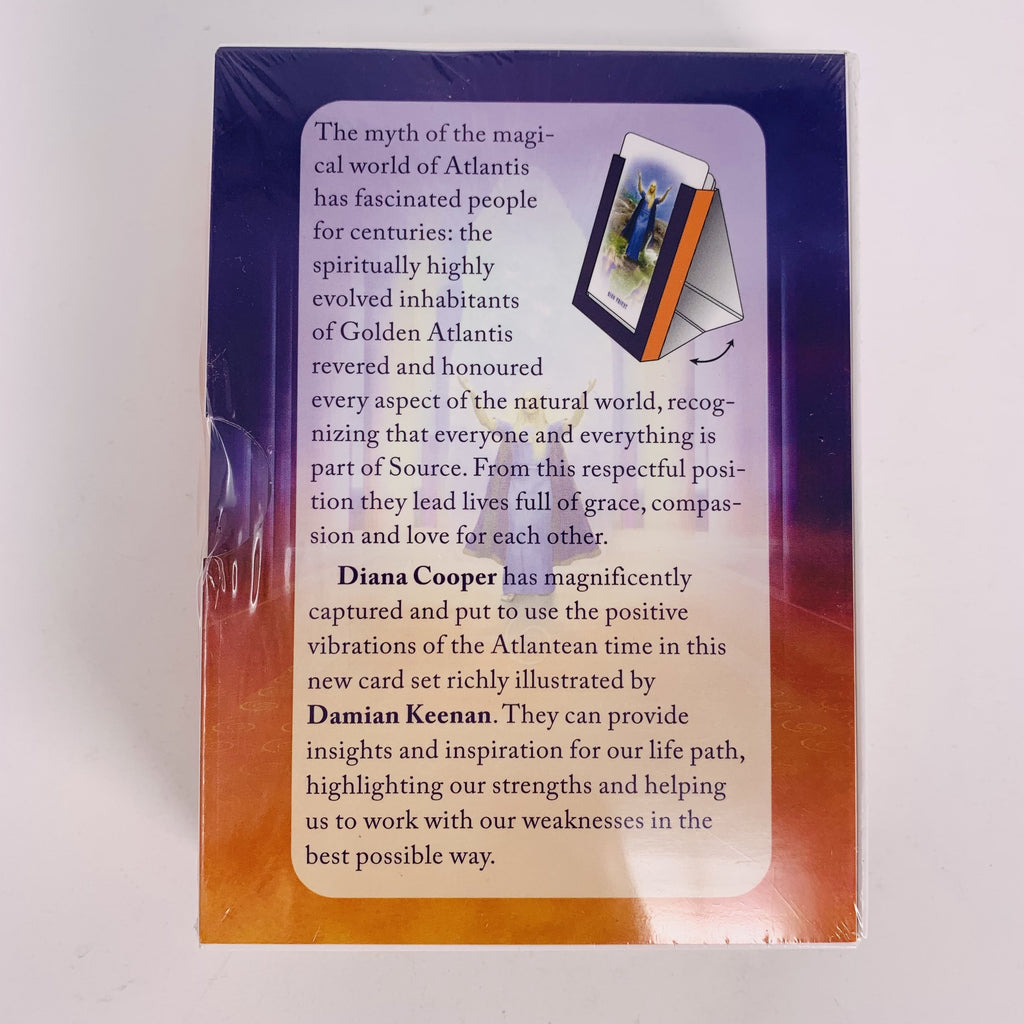 The myth of the magi-
cal world of Atlantis
has fascinated people
for centuries: the
spiritually highly
evolved inhabitants
of Golden Atlantis
revered and honoured
every aspect of the natural world, recog-
nizing that everyone and everything is
part of Source. From this respectful posi-
tion they lead lives full of grace, compas-
sion and love for each other.
Diana Cooper has magnificently
captured and put to use the positive
vibrations of the Atlantean time in this
new card set richly illustrated by
Damian Keenan. They can provide
insights and inspiration for our life path,
highlighting our strengths and helping
us to work with our weaknesses in the
best possible way.
HIGH PRIEST